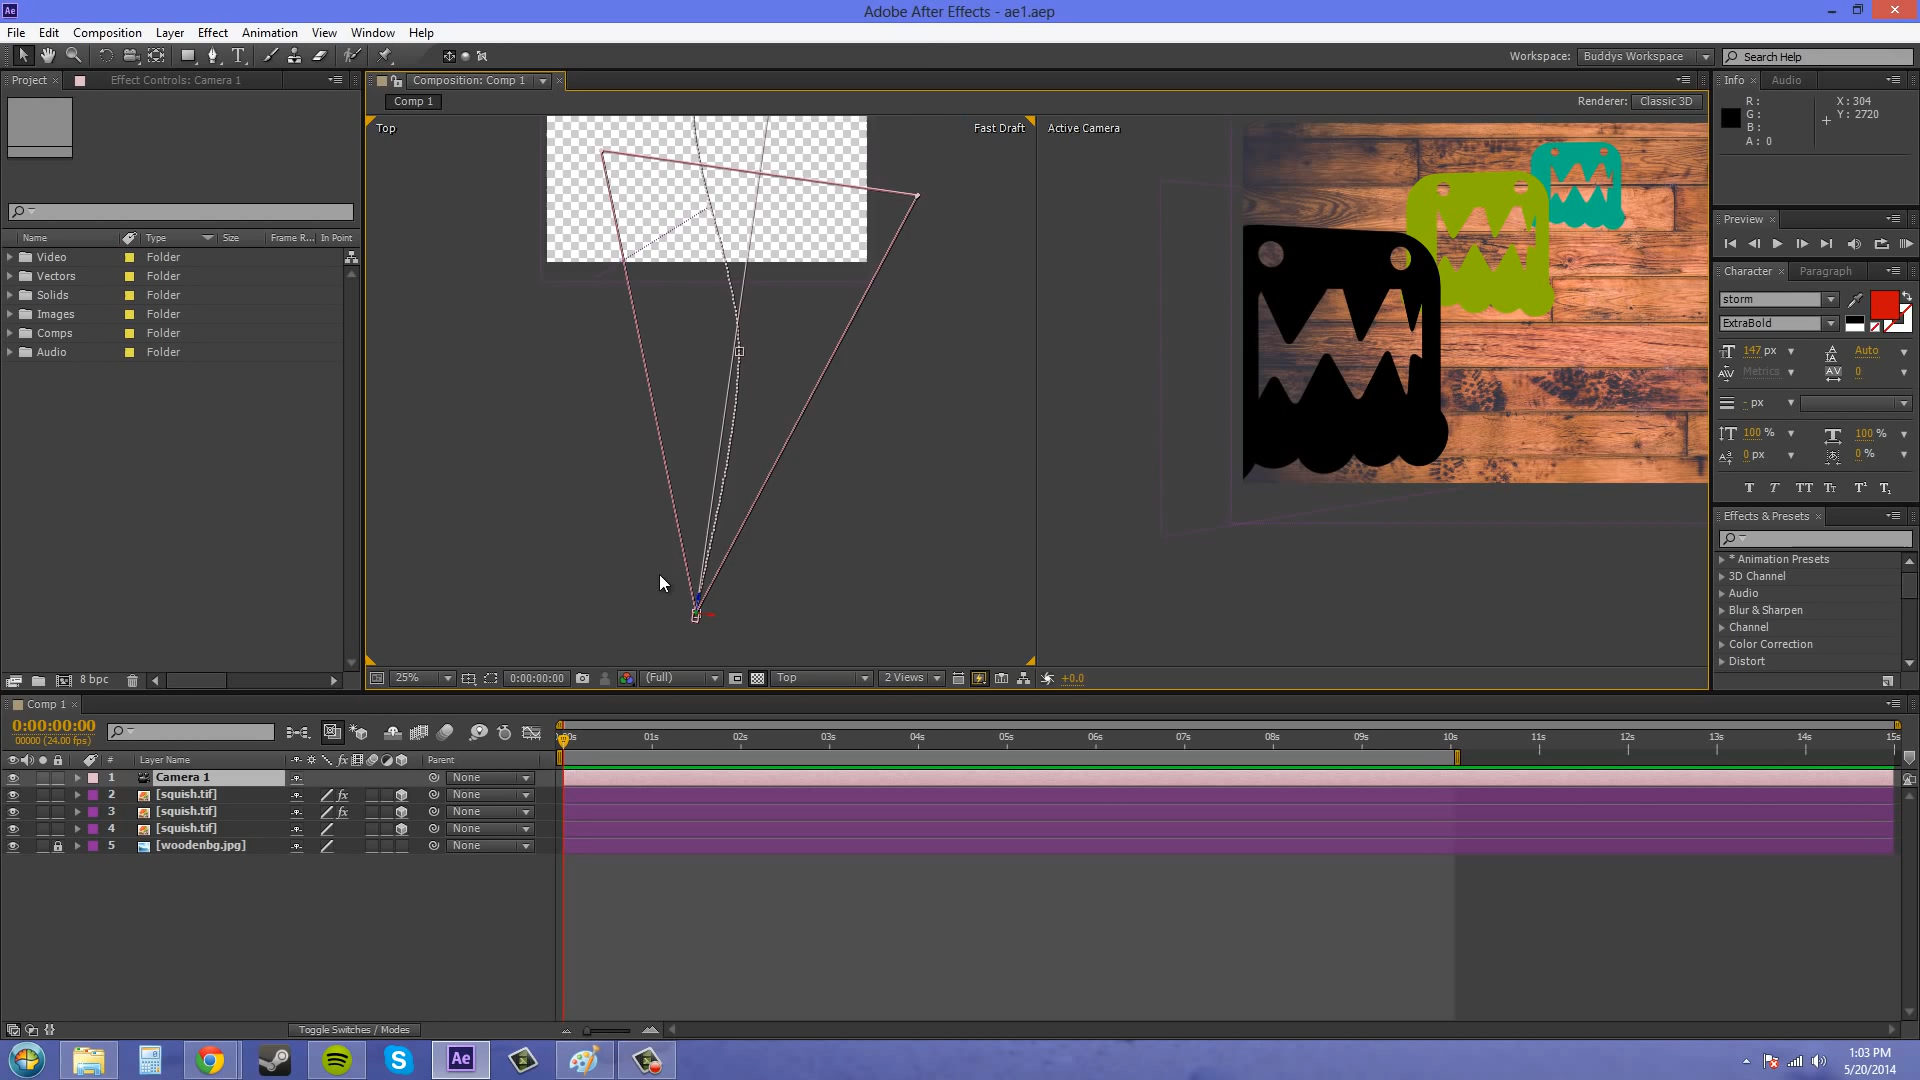 Ae
Adobe After Effects - ae1.aep
File Edit Composition Layer Effect Animation View Window Help
Workspace: Buddys Workspace Search Help
Project Effect Controls: Camera 1 Composition: Comp 1 Info Audio
Comp 1 Renderer: Classic 3D
R: X: 304
G: Y: 2720
B:
A: 0
Top Fast Draft Active Camera
Preview
Name Type Size Frame R... In Point
Video Folder
Vectors Folder
Solids Folder
Images Folder
Comps Folder
Audio Folder
Character Paragraph
storm
ExtraBold
147 px Auto
Metrics 0
- px
100 % 100 %
0 px 0 %
T T TT Tt T¹ T₁
Effects & Presets
* Animation Presets
3D Channel
Audio
Blur & Sharpen
Channel
Color Correction
Distort
8 bpc
25% 0:00:00:00 (Full) Top 2 Views +0.0
Comp 1
0:00:00:00
00000 (24.00 fps)
:00s 01s 02s 03s 04s 05s 06s 07s 08s 09s 10s 11s 12s 13s 14s 15s
# Layer Name fx Parent
1 Camera 1 None
2 [squish.tif] fx None
3 [squish.tif] fx None
4 [squish.tif] None
5 [woodenbg.jpg] None
Toggle Switches / Modes
Ae
1:03 PM
5/20/2014